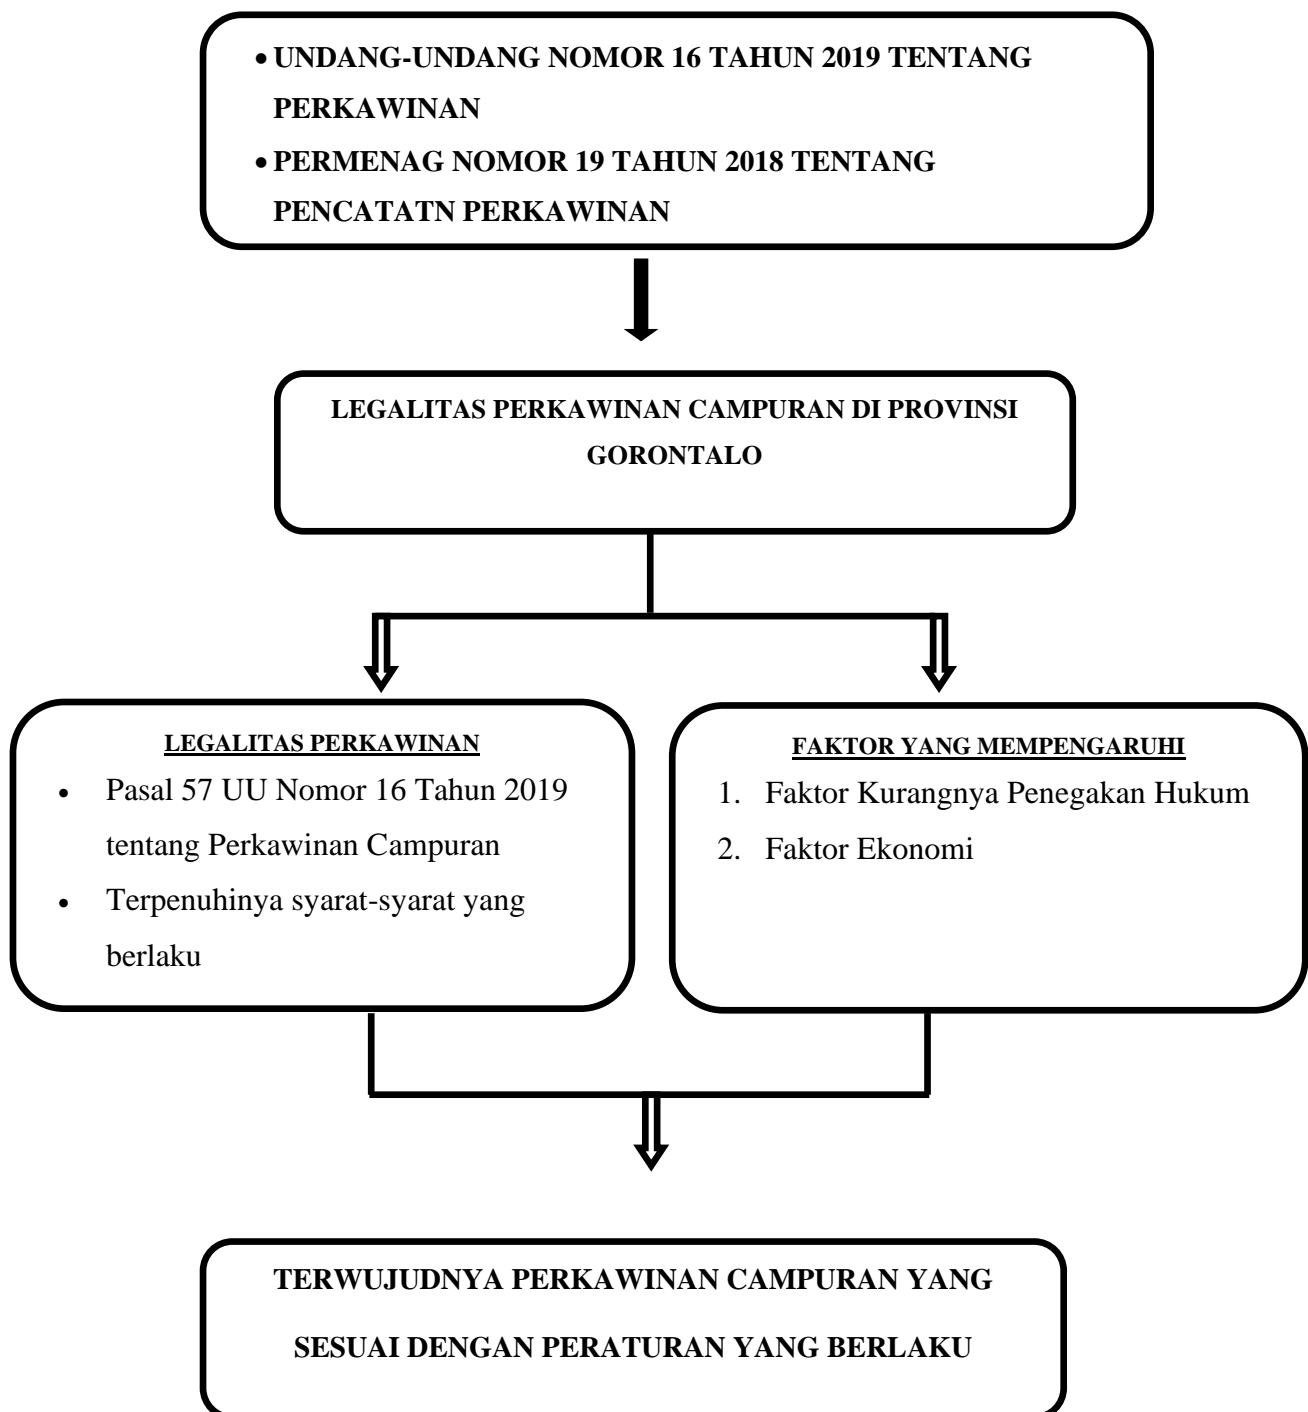 • UNDANG-UNDANG NOMOR 16 TAHUN 2019 TENTANG
PERKAWINAN
• PERMENAG NOMOR 19 TAHUN 2018 TENTANG
PENCATATN PERKAWINAN
LEGALITAS PERKAWINAN CAMPURAN DI PROVINSI
GORONTALO
LEGALITAS PERKAWINAN
• Pasal 57 UU Nomor 16 Tahun 2019
tentang Perkawinan Campuran
• Terpenuhinya syarat-syarat yang
berlaku
FAKTOR YANG MEMPENGARUHI
1. Faktor Kurangnya Penegakan Hukum
2. Faktor Ekonomi
TERWUJUDNYA PERKAWINAN CAMPURAN YANG
SESUAI DENGAN PERATURAN YANG BERLAKU